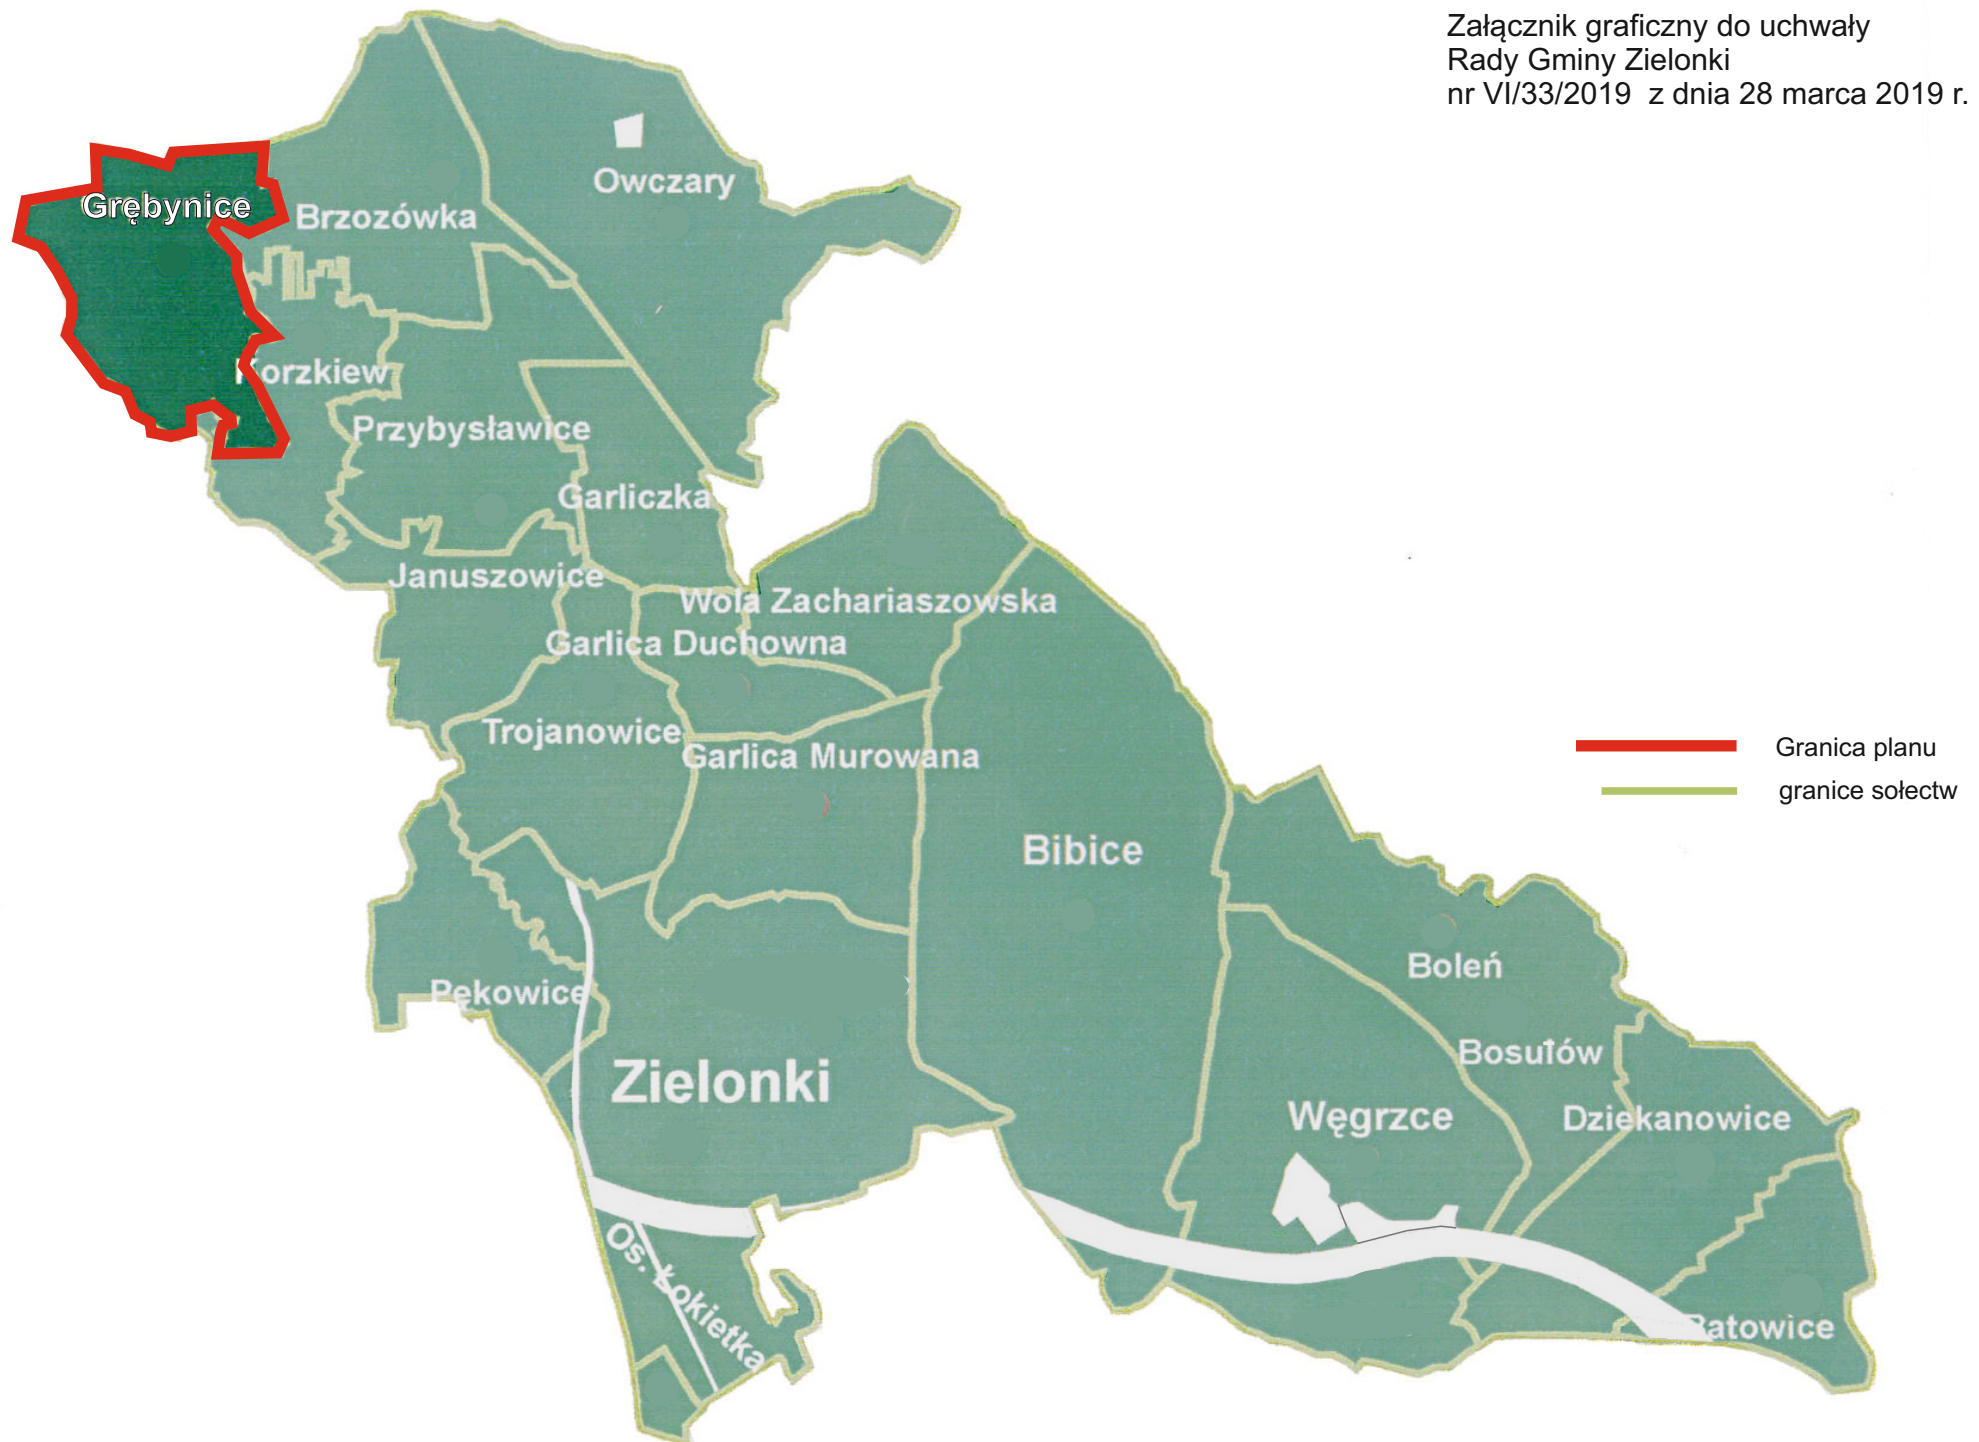 Załącznik graficzny do uchwały
Rady Gminy Zielonki
nr VI/33/2019 z dnia 28 marca 2019 r.
Owczary
Grębynice
Brzozówka
Korzkiew
Przybysławice
Garliczka
Januszowice
Wola Zachariaszowska
Garlica Duchowna
Trojanowice
Garlica Murowana
Granica planu
granice sołectw
Bibice
Boleń
Pękowice
Bosutów
Zielonki
Węgrzce
Dziekanowice
Os. Łokietka
Batowice